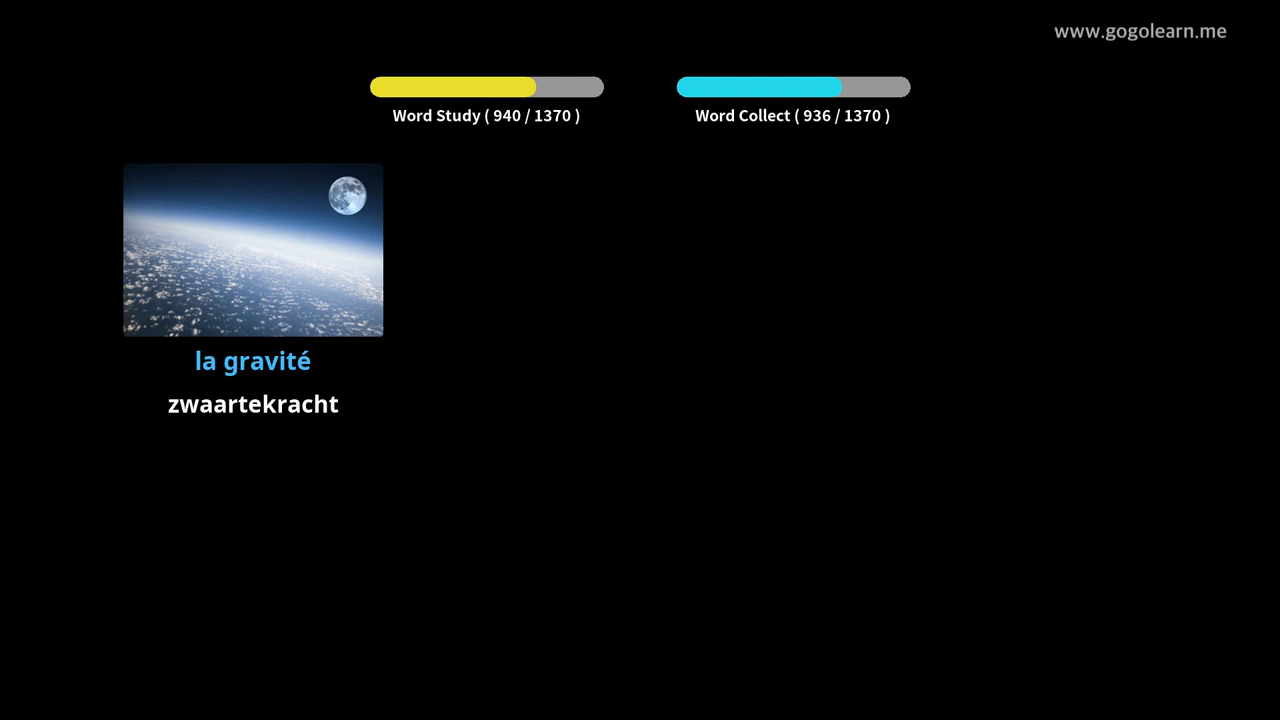 www.gogolearn.me
Word Study ( 940 / 1370 )
Word Collect ( 936 / 1370 )
la gravité
zwaartekracht